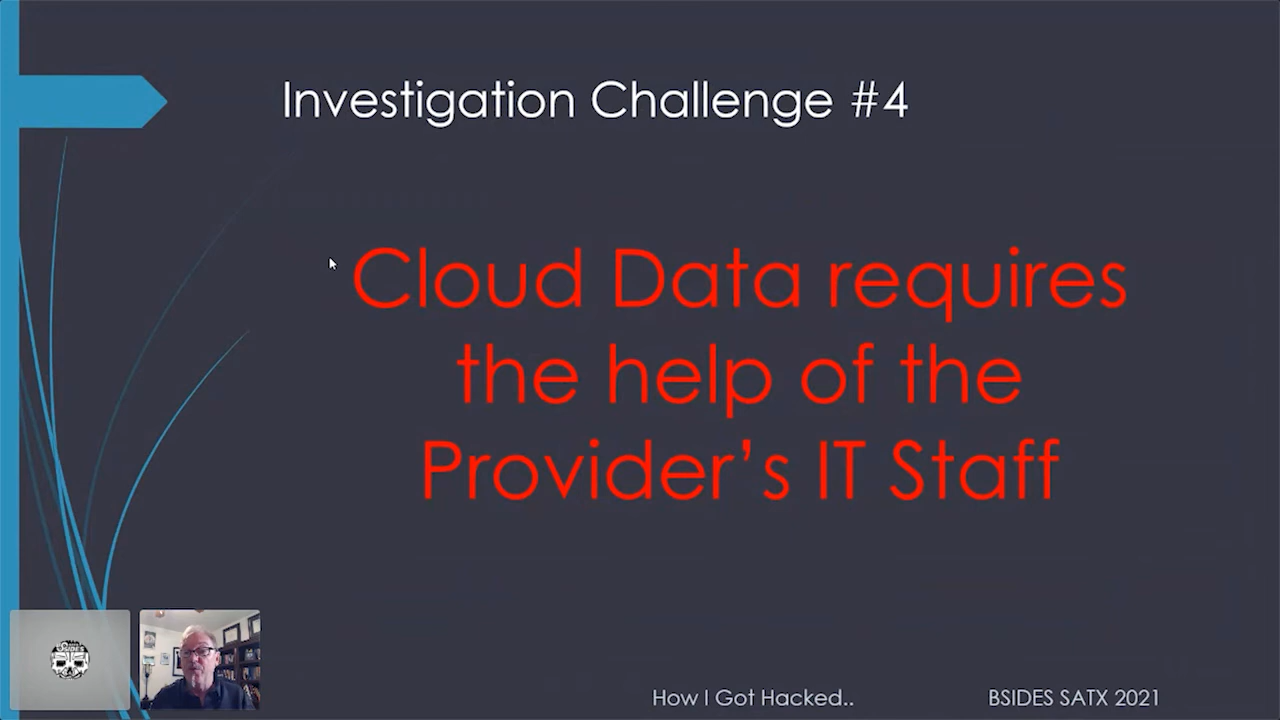 Investigation Challenge #4
Cloud Data requires
the help of the
Provider's IT Staff
SIDES
How I Got Hacked..
BSIDES SATX 2021